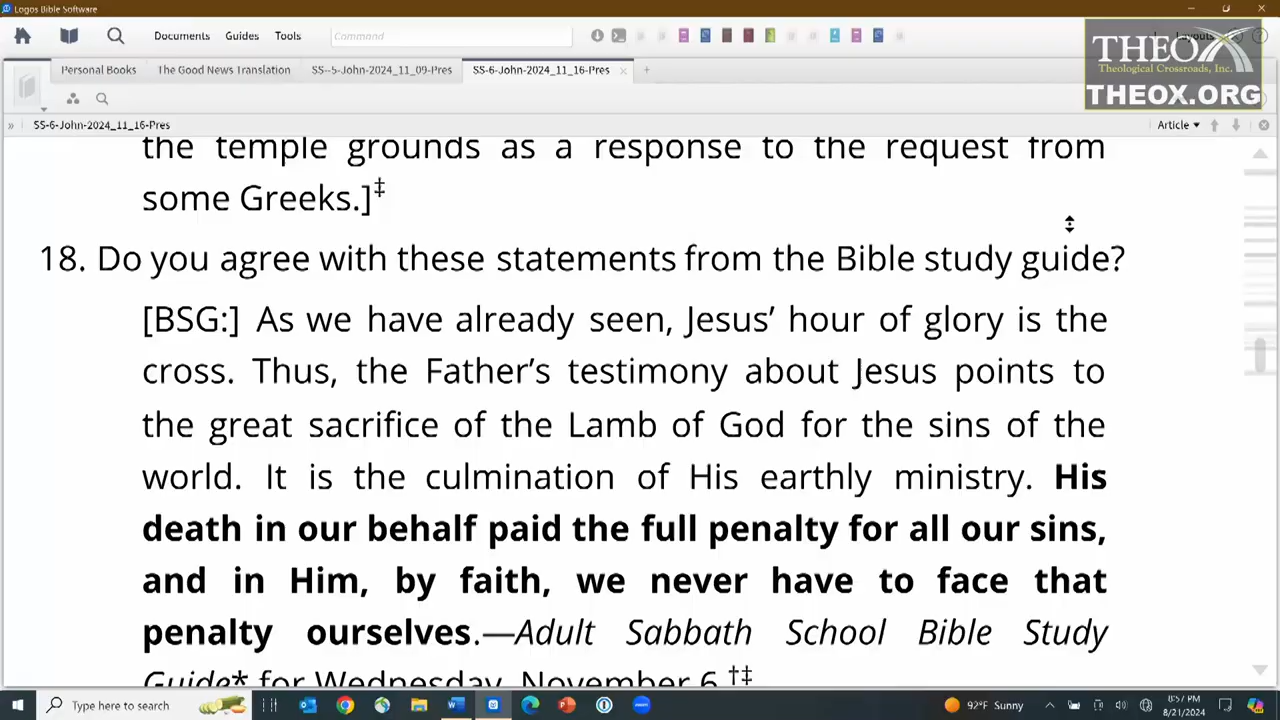 Logos Bible Software
Documents Guides Tools Command Layouts
THEOX
Theological Crossroads, Inc.
THEOX.ORG
Personal Books The Good News Translation SS--5-John-2024_11_09-Pres SS-6-John-2024_11_16-Pres
SS-6-John-2024_11_16-Pres Article
the temple grounds as a response to the request from
some Greeks.]‡
18. Do you agree with these statements from the Bible study guide?
[BSG:] As we have already seen, Jesus’ hour of glory is the
cross. Thus, the Father’s testimony about Jesus points to
the great sacrifice of the Lamb of God for the sins of the
world. It is the culmination of His earthly ministry. His
death in our behalf paid the full penalty for all our sins,
and in Him, by faith, we never have to face that
penalty ourselves.—Adult Sabbath School Bible Study
Guide* for Wednesday, November 6.†‡
Type here to search 92°F Sunny 8:57 PM
8/21/2024